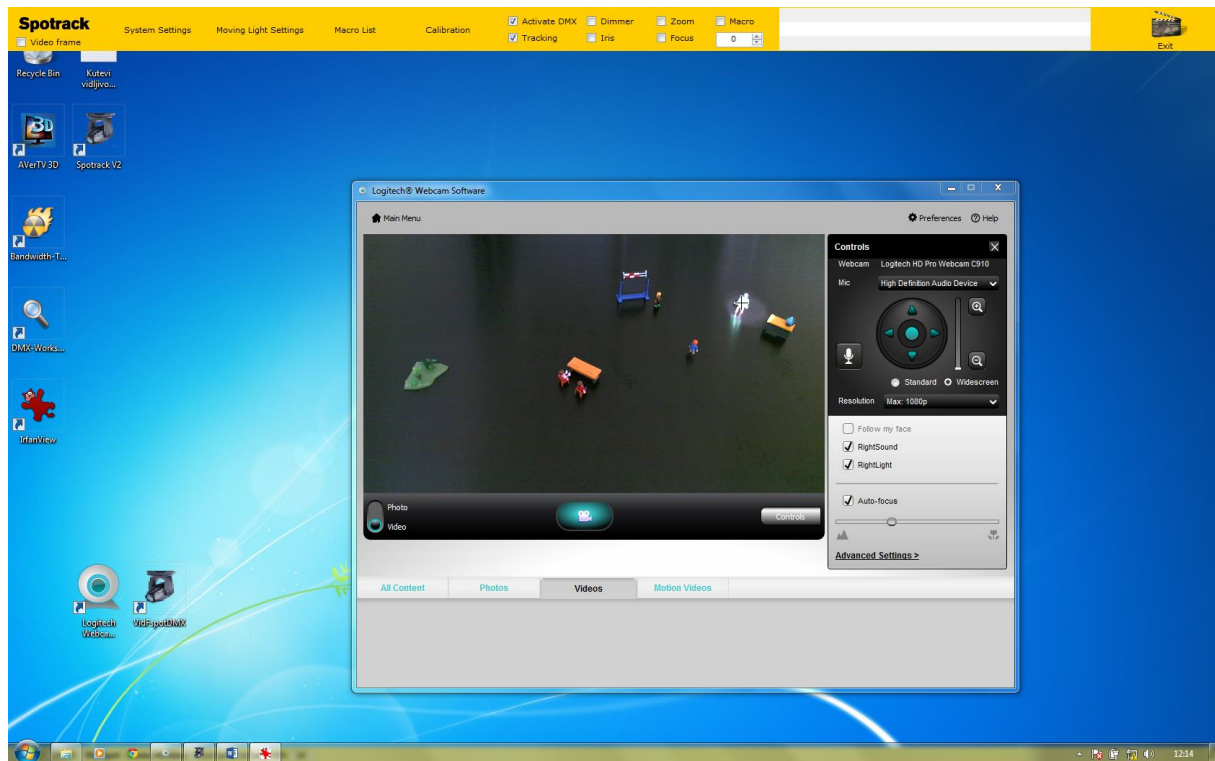 Spotrack
Video frame
System Settings
Moving Light Settings
Macro List
Calibration
Activate DMX
Dimmer
Zoom
Macro
Tracking
Iris
Focus
0
Exit
Recycle Bin
Kutevi
vidljivo...
AVerTV 3D
Spotrack V2
Bandwidth-T...
DMX-Works...
IrfanView
Logitech
Webca...
VidF-spotDMX
Logitech® Webcam Software
Main Menu
Preferences
Help
Controls
Webcam Logitech HD Pro Webcam C910
Mic High Definition Audio Device
Standard Widescreen
Resolution Max: 1080p
Follow my face
RightSound
RightLight
Auto-focus
Advanced Settings >
Photo
Video
Controls
All Content
Photos
Videos
Motion Videos
12:14